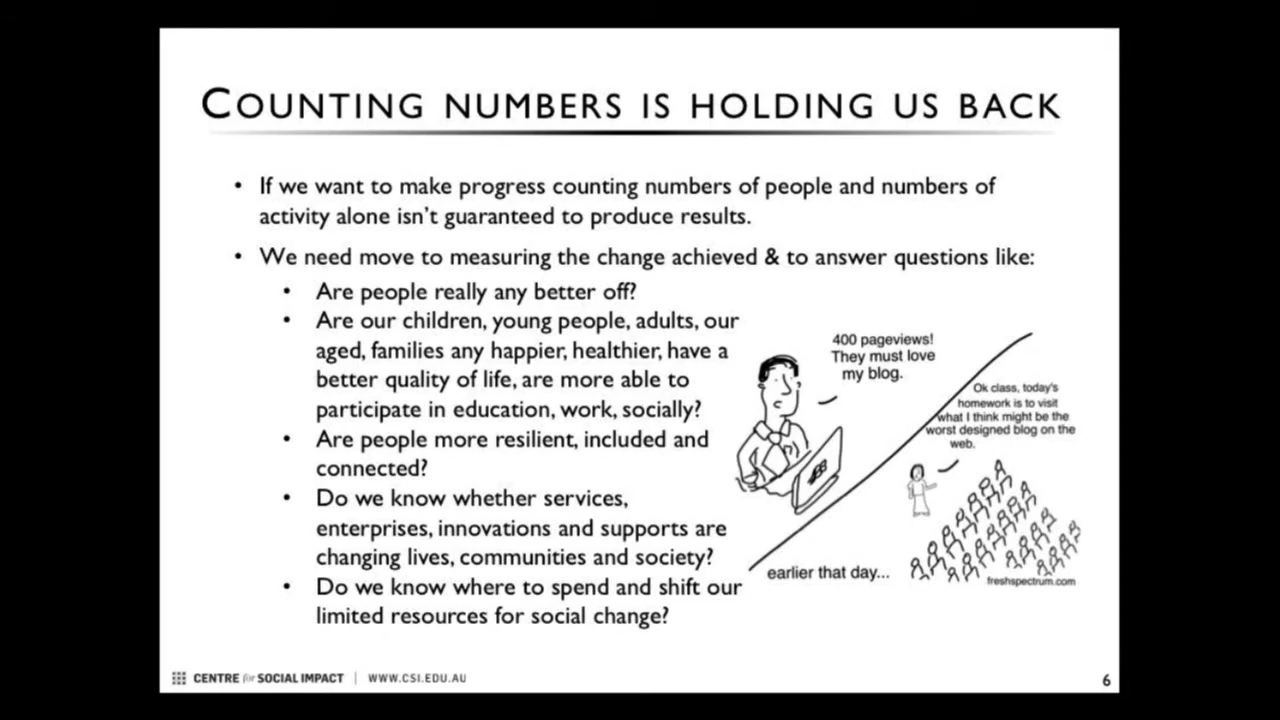 COUNTING NUMBERS IS HOLDING US BACK
• If we want to make progress counting numbers of people and numbers of
activity alone isn't guaranteed to produce results.
• We need move to measuring the change achieved & to answer questions like:
• Are people really any better off?
• Are our children, young people, adults, our
aged, families any happier, healthier, have a
better quality of life, are more able to
participate in education, work, socially?
• Are people more resilient, included and
connected?
• Do we know whether services,
enterprises, innovations and supports are
changing lives, communities and society?
• Do we know where to spend and shift our
limited resources for social change?
400 pageviews!
They must love
my blog.
Ok class, today's
homework is to visit
what I think might be the
worst designed blog on the
web.
earlier that day...
freshspectrum.com
CENTRE for SOCIAL IMPACT | WWW.CSI.EDU.AU
6